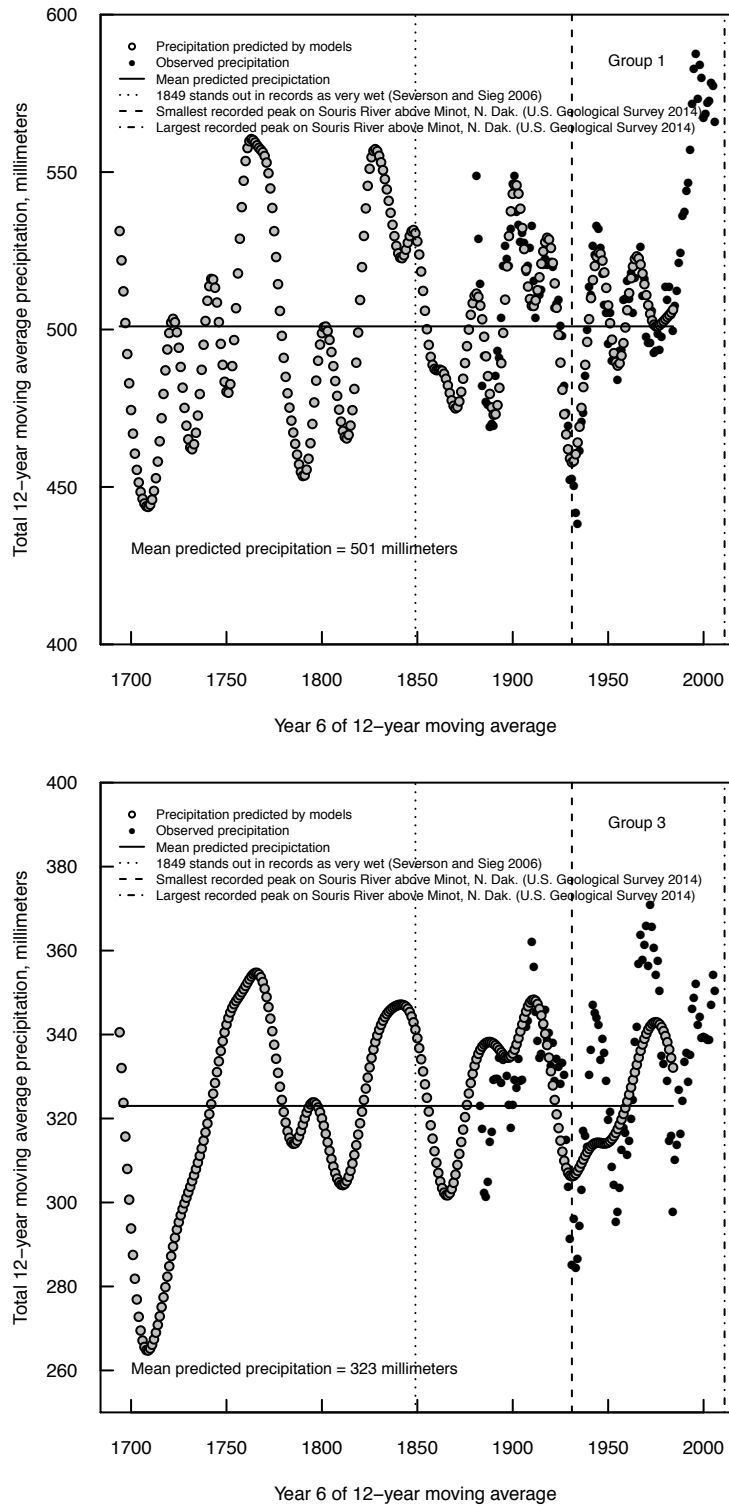 600
550
500
450
400
Total 12−year moving average precipitation, millimeters
Precipitation predicted by models
Observed precipitation
Mean predicted precipictation
1849 stands out in records as very wet (Severson and Sieg 2006)
Smallest recorded peak on Souris River above Minot, N. Dak. (U.S. Geological Survey 2014)
Largest recorded peak on Souris River above Minot, N. Dak. (U.S. Geological Survey 2014)
Group 1
Mean predicted precipitation = 501 millimeters
1700 1750 1800 1850 1900 1950 2000
Year 6 of 12−year moving average
400
380
360
340
320
300
280
260
Total 12−year moving average precipitation, millimeters
Precipitation predicted by models
Observed precipitation
Mean predicted precipitation
1849 stands out in records as very wet (Severson and Sieg 2006)
Smallest recorded peak on Souris River above Minot, N. Dak. (U.S. Geological Survey 2014)
Largest recorded peak on Souris River above Minot, N. Dak. (U.S. Geological Survey 2014)
Group 3
Mean predicted precipitation = 323 millimeters
1700 1750 1800 1850 1900 1950 2000
Year 6 of 12−year moving average